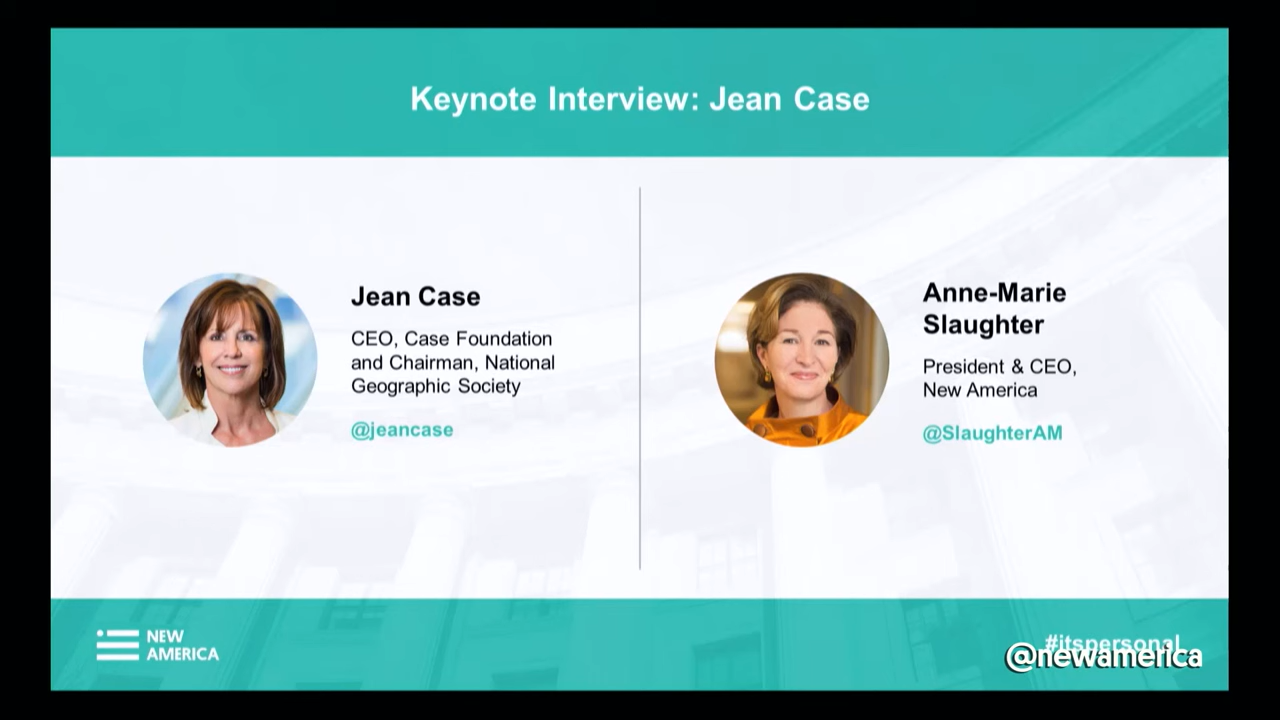 Keynote Interview: Jean Case
Jean Case
CEO, Case Foundation
and Chairman, National
Geographic Society
@jeancase
Anne-Marie
Slaughter
President & CEO,
New America
@SlaughterAM
NEW
AMERICA
#itspersonal
@newamerica